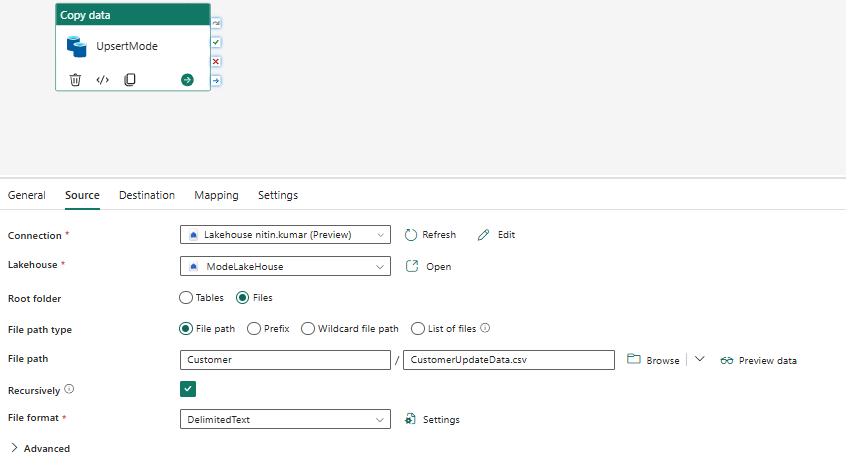 Copy data
UpsertMode
General Source Destination Mapping Settings
Connection * Lakehouse nitin.kumar (Preview) Refresh Edit
Lakehouse * ModeLakeHouse Open
Root folder Tables Files
File path type File path Prefix Wildcard file path List of files
File path Customer / CustomerUpdateData.csv Browse Preview data
Recursively
File format * DelimitedText Settings
Advanced